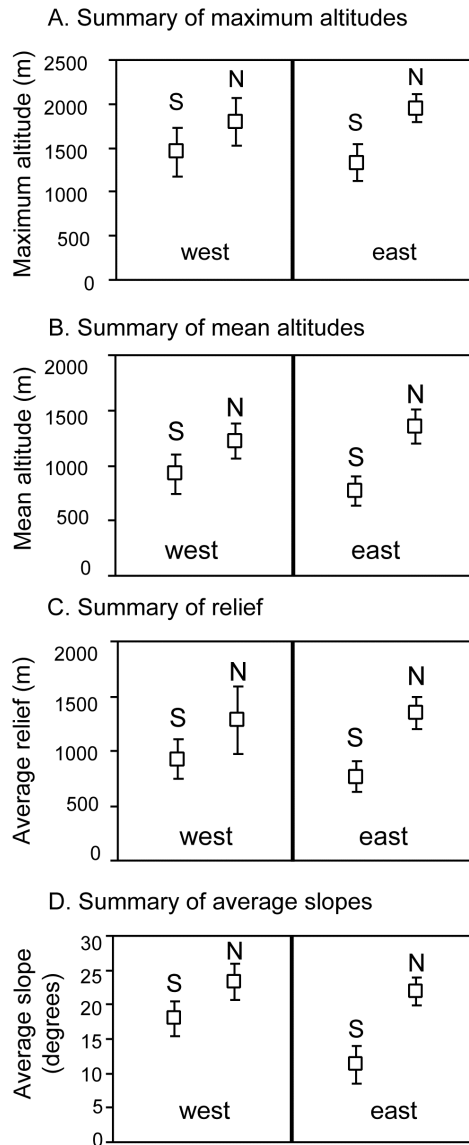 A. Summary of maximum altitudes
Maximum altitude (m)
2500
2000
1500
1000
500
0
S
N
S
N
west
east
B. Summary of mean altitudes
Mean altitude (m)
2000
1500
1000
500
0
S
N
S
N
west
east
C. Summary of relief
Average relief (m)
2000
1500
1000
500
0
S
N
S
N
west
east
D. Summary of average slopes
Average slope
(degrees)
30
25
20
15
10
5
0
S
N
S
N
west
east